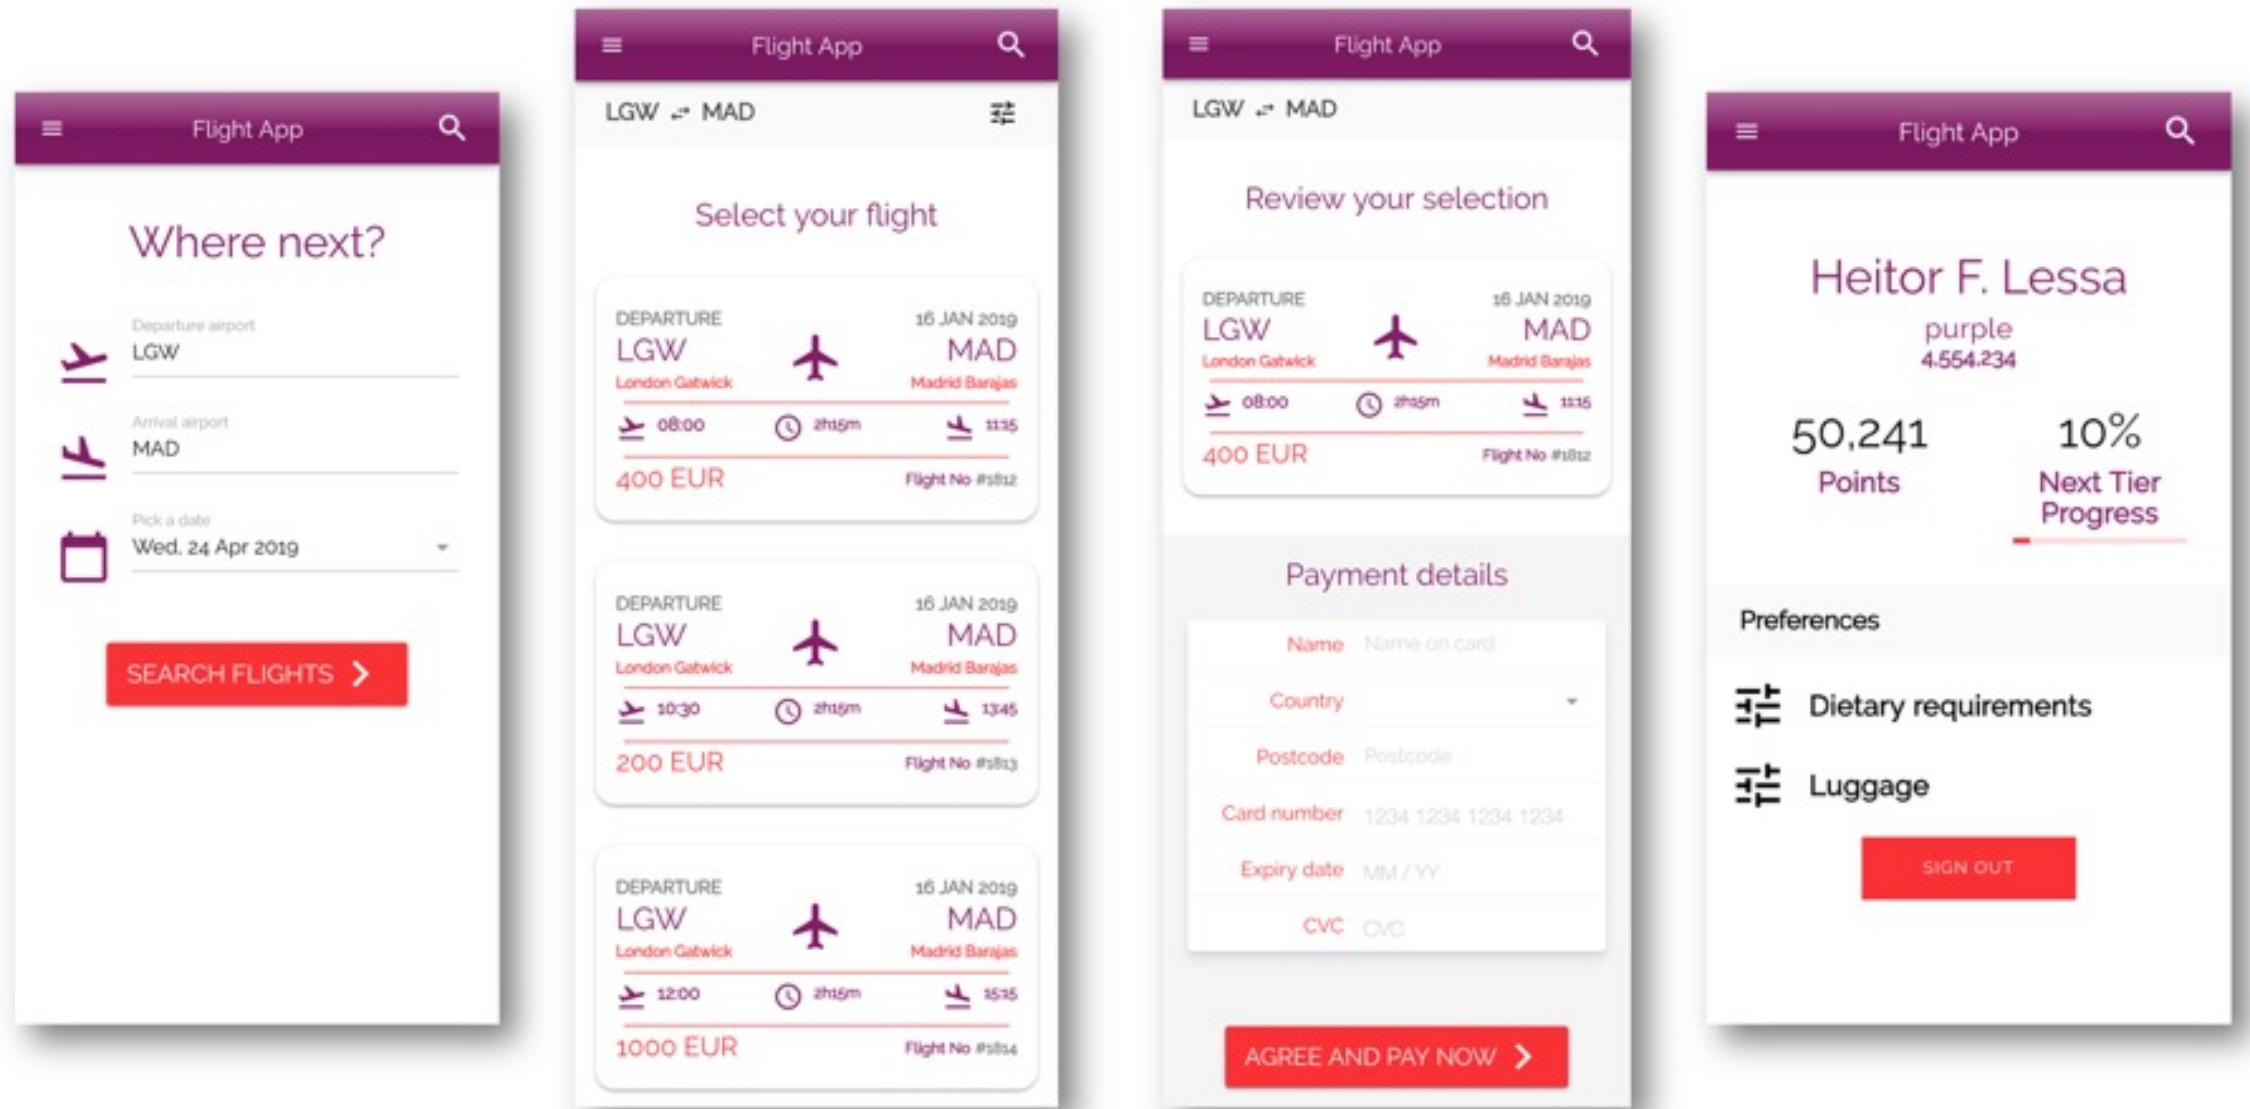 Flight App
Where next?
Departure airport
LGW
Arrival airport
MAD
Pick a date
Wed, 24 Apr 2019
SEARCH FLIGHTS
Flight App
LGW MAD
Select your flight
DEPARTURE 16 JAN 2019
LGW MAD
London Gatwick Madrid Barajas
08:00 2h15m 11:15
400 EUR Flight No #1812
DEPARTURE 16 JAN 2019
LGW MAD
London Gatwick Madrid Barajas
10:30 2h15m 13:45
200 EUR Flight No #1813
DEPARTURE 16 JAN 2019
LGW MAD
London Gatwick Madrid Barajas
12:00 2h15m 15:15
1000 EUR Flight No #1814
Flight App
LGW MAD
Review your selection
DEPARTURE 16 JAN 2019
LGW MAD
London Gatwick Madrid Barajas
08:00 2h15m 11:15
400 EUR Flight No #1812
Payment details
Name Name on card
Country
Postcode Postcode
Card number 1234 1234 1234 1234
Expiry date MM / YY
CVC CVC
AGREE AND PAY NOW
Flight App
Heitor F. Lessa
purple
4.554.234
50,241 10%
Points Next Tier
Progress
Preferences
Dietary requirements
Luggage
SIGN OUT